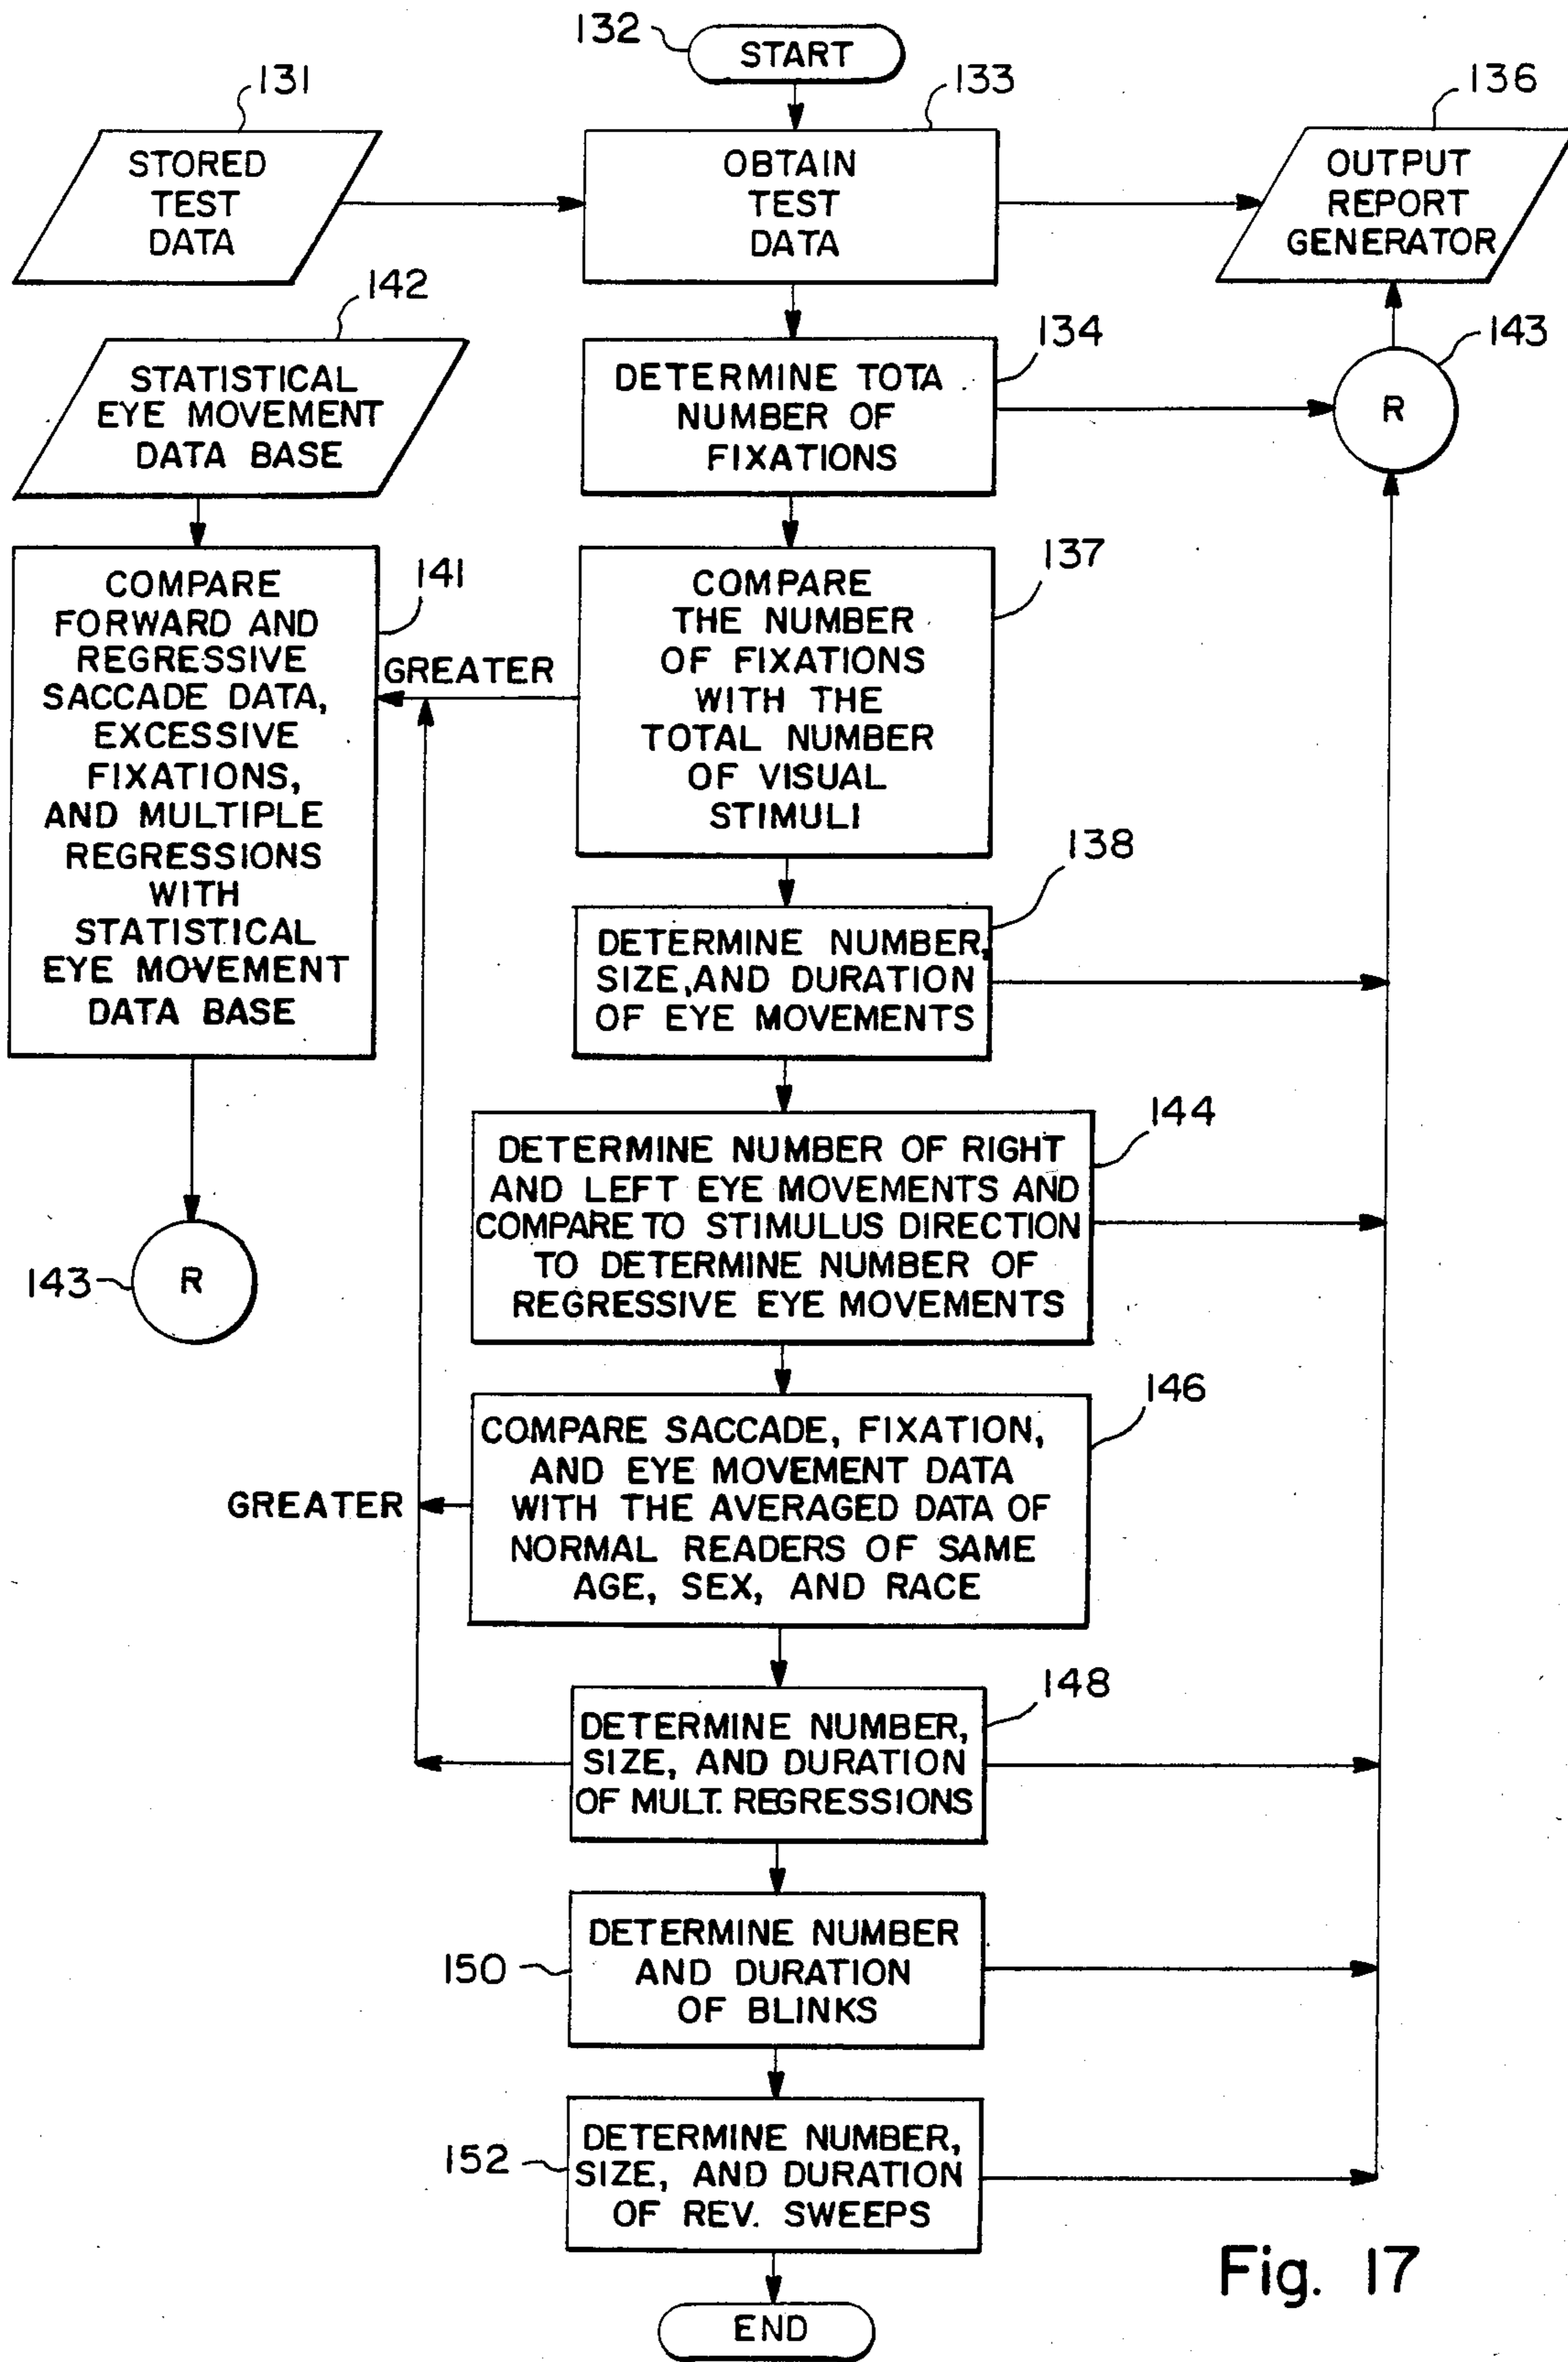 132
START
131
133
136
STORED
TEST
DATA
OBTAIN
TEST
DATA
OUTPUT
REPORT
GENERATOR
142
134
143
STATISTICAL
EYE MOVEMENT
DATA BASE
DETERMINE TOTA
NUMBER OF
FIXATIONS
R
137
COMPARE
FORWARD AND
REGRESSIVE
SACCADE DATA,
EXCESSIVE
FIXATIONS,
AND MULTIPLE
REGRESSIONS
WITH
STATISTICAL
EYE MOVEMENT
DATA BASE
141
GREATER
COMPARE
THE NUMBER
OF FIXATIONS
WITH THE
TOTAL NUMBER
OF VISUAL
STIMULI
138
DETERMINE NUMBER,
SIZE, AND DURATION
OF EYE MOVEMENTS
144
DETERMINE NUMBER OF RIGHT
AND LEFT EYE MOVEMENTS AND
COMPARE TO STIMULUS DIRECTION
TO DETERMINE NUMBER OF
REGRESSIVE EYE MOVEMENTS
143
R
146
COMPARE SACCADE, FIXATION,
AND EYE MOVEMENT DATA
WITH THE AVERAGED DATA OF
NORMAL READERS OF SAME
AGE, SEX, AND RACE
GREATER
148
DETERMINE NUMBER,
SIZE, AND DURATION
OF MULT. REGRESSIONS
150
DETERMINE NUMBER
AND DURATION
OF BLINKS
152
DETERMINE NUMBER,
SIZE, AND DURATION
OF REV. SWEEPS
END
Fig. 17